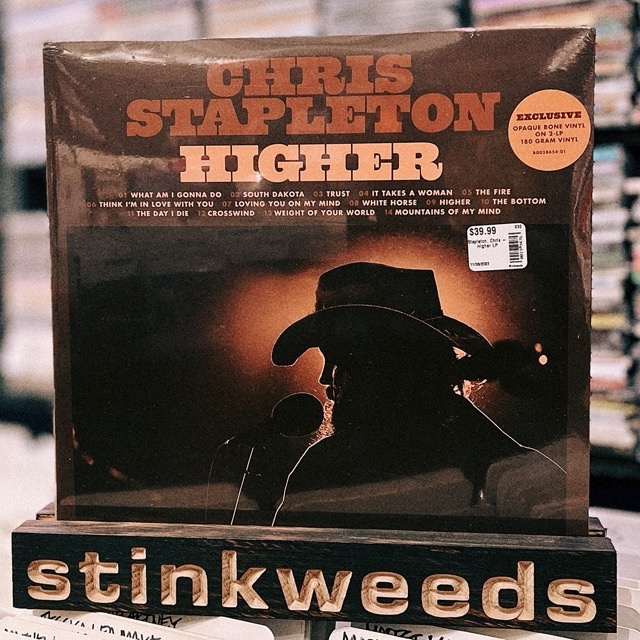 CHRIS
STAPLETON
HIGHER
01 WHAT AM I GONNA DO 02 SOUTH DAKOTA 03 TRUST 04 IT TAKES A WOMAN 05 THE FIRE
06 THINK I'M IN LOVE WITH YOU 07 LOVING YOU ON MY MIND 08 WHITE HORSE 09 HIGHER 10 THE BOTTOM
11 THE DAY I DIE 12 CROSSWIND 13 WEIGHT OF YOUR WORLD 14 MOUNTAINS OF MY MIND
EXCLUSIVE
OPAQUE BONE VINYL
ON 2-LP
180 GRAM VINYL
$39.99
Stapleton, Chris -
Higher LP
stinkweeds